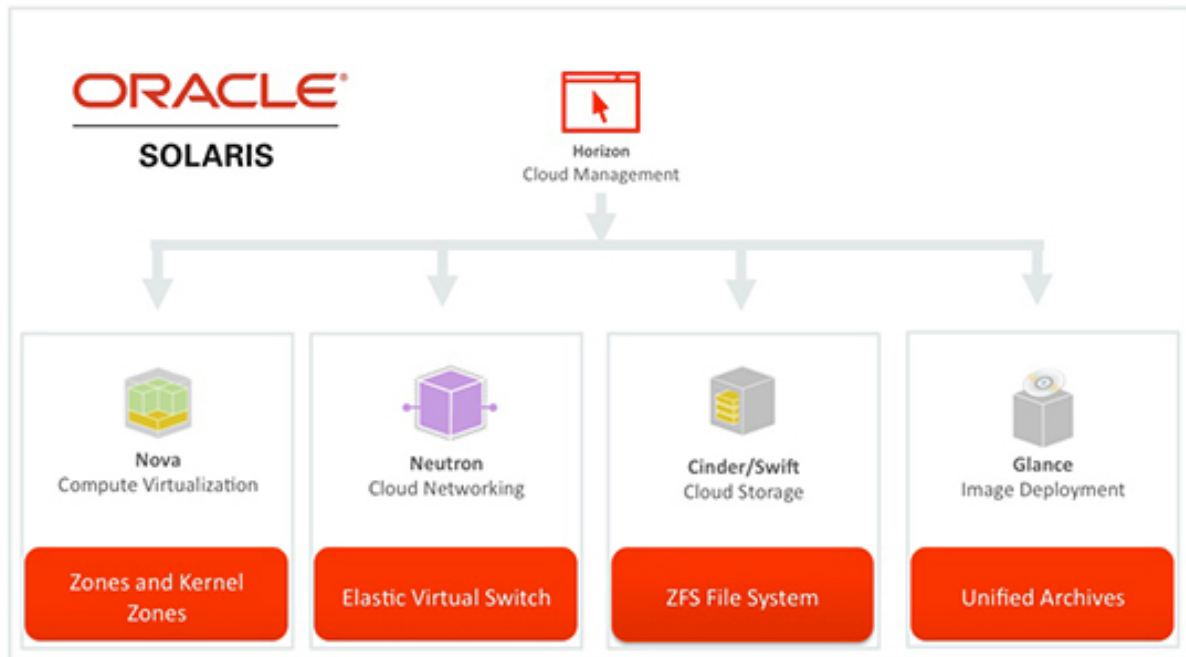 ORACLE®
SOLARIS
Horizon
Cloud Management
Nova
Compute Virtualization
Zones and Kernel
Zones
Neutron
Cloud Networking
Elastic Virtual Switch
Cinder/Swift
Cloud Storage
ZFS File System
Glance
Image Deployment
Unified Archives